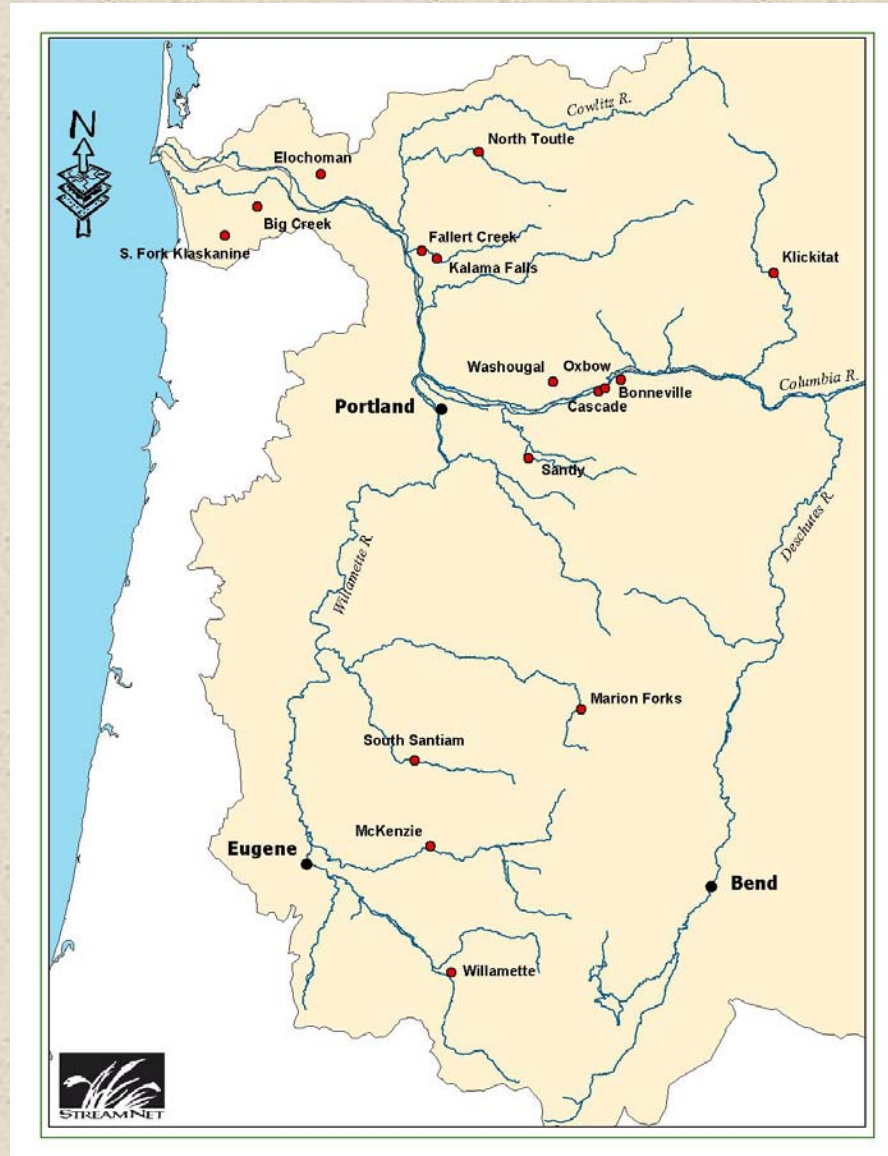 Cowlitz R.
N
North Toutle
Elochoman
Big Creek
S. Fork Klaskanine
Fallert Creek
Kalama Falls
Klickitat
Washougal
Oxbow
Bonneville
Cascade
Columbia R.
Portland
Sandy
Deschutes R.
Willamette R.
Marion Forks
South Santiam
McKenzie
Eugene
Bend
Willamette
STREAMNET